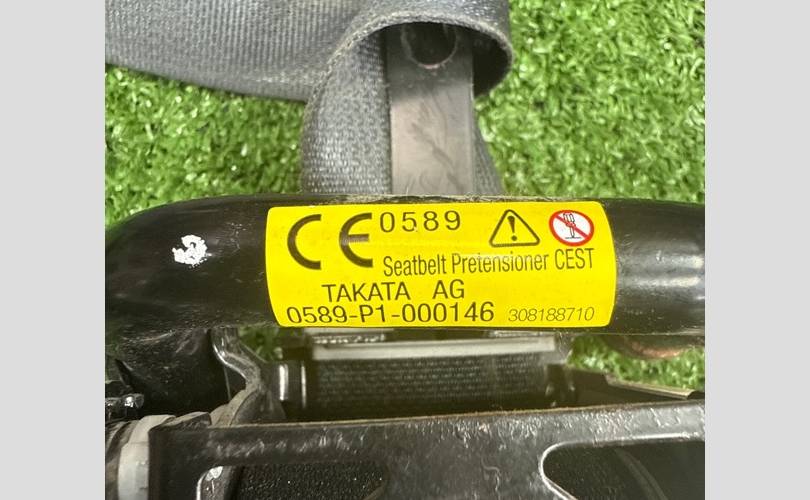 CE 0589
Seatbelt Pretensioner CEST
TAKATA AG
0589-P1-000146 308188710